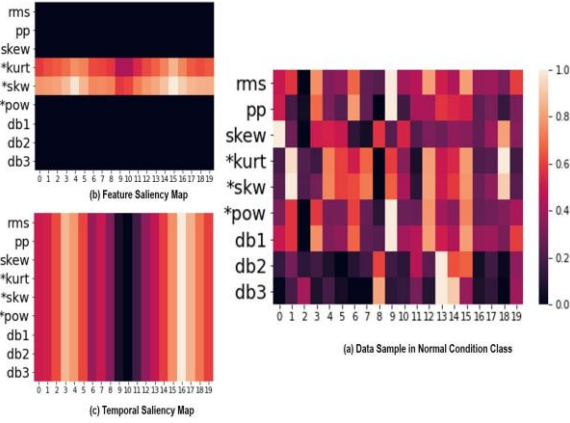 rms
pp
skew
*kurt
*skw
*pow
db1
db2
db3
0 1 2 3 4 5 6 7 8 9 10 11 12 13 14 15 16 17 18 19
(b) Feature Saliency Map
rms
pp
skew
*kurt
*skw
*pow
db1
db2
db3
0 1 2 3 4 5 6 7 8 9 10 11 12 13 14 15 16 17 18 19
(c) Temporal Saliency Map
rms
pp
skew
*kurt
*skw
*pow
db1
db2
db3
0 1 2 3 4 5 6 7 8 9 10 11 12 13 14 15 16 17 18 19
1.0
0.8
0.6
0.4
0.2
0.0
(a) Data Sample in Normal Condition Class